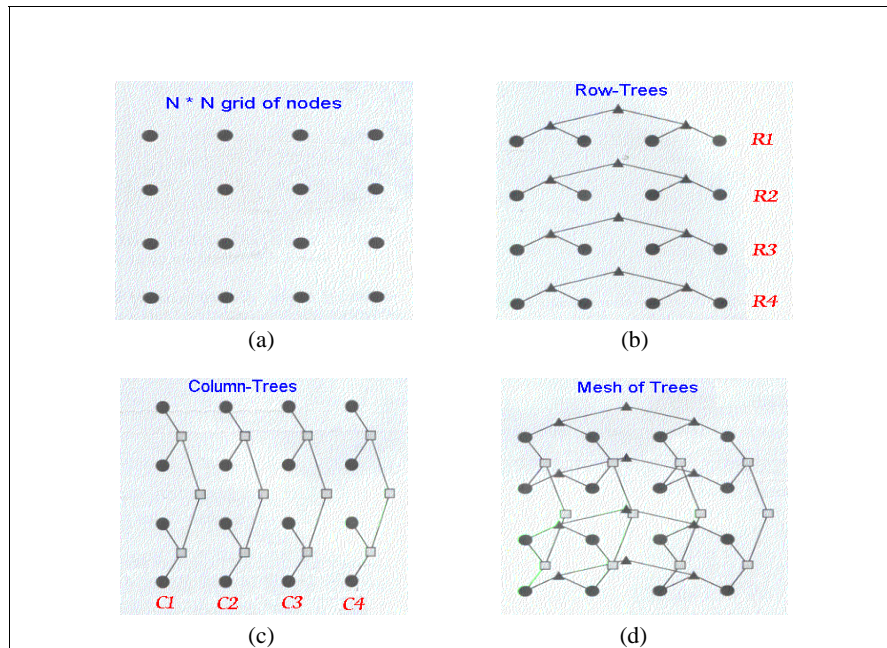 N * N grid of nodes
(a)
Row-Trees
R1
R2
R3
R4
(b)
Column-Trees
C1 C2 C3 C4
(c)
Mesh of Trees
(d)